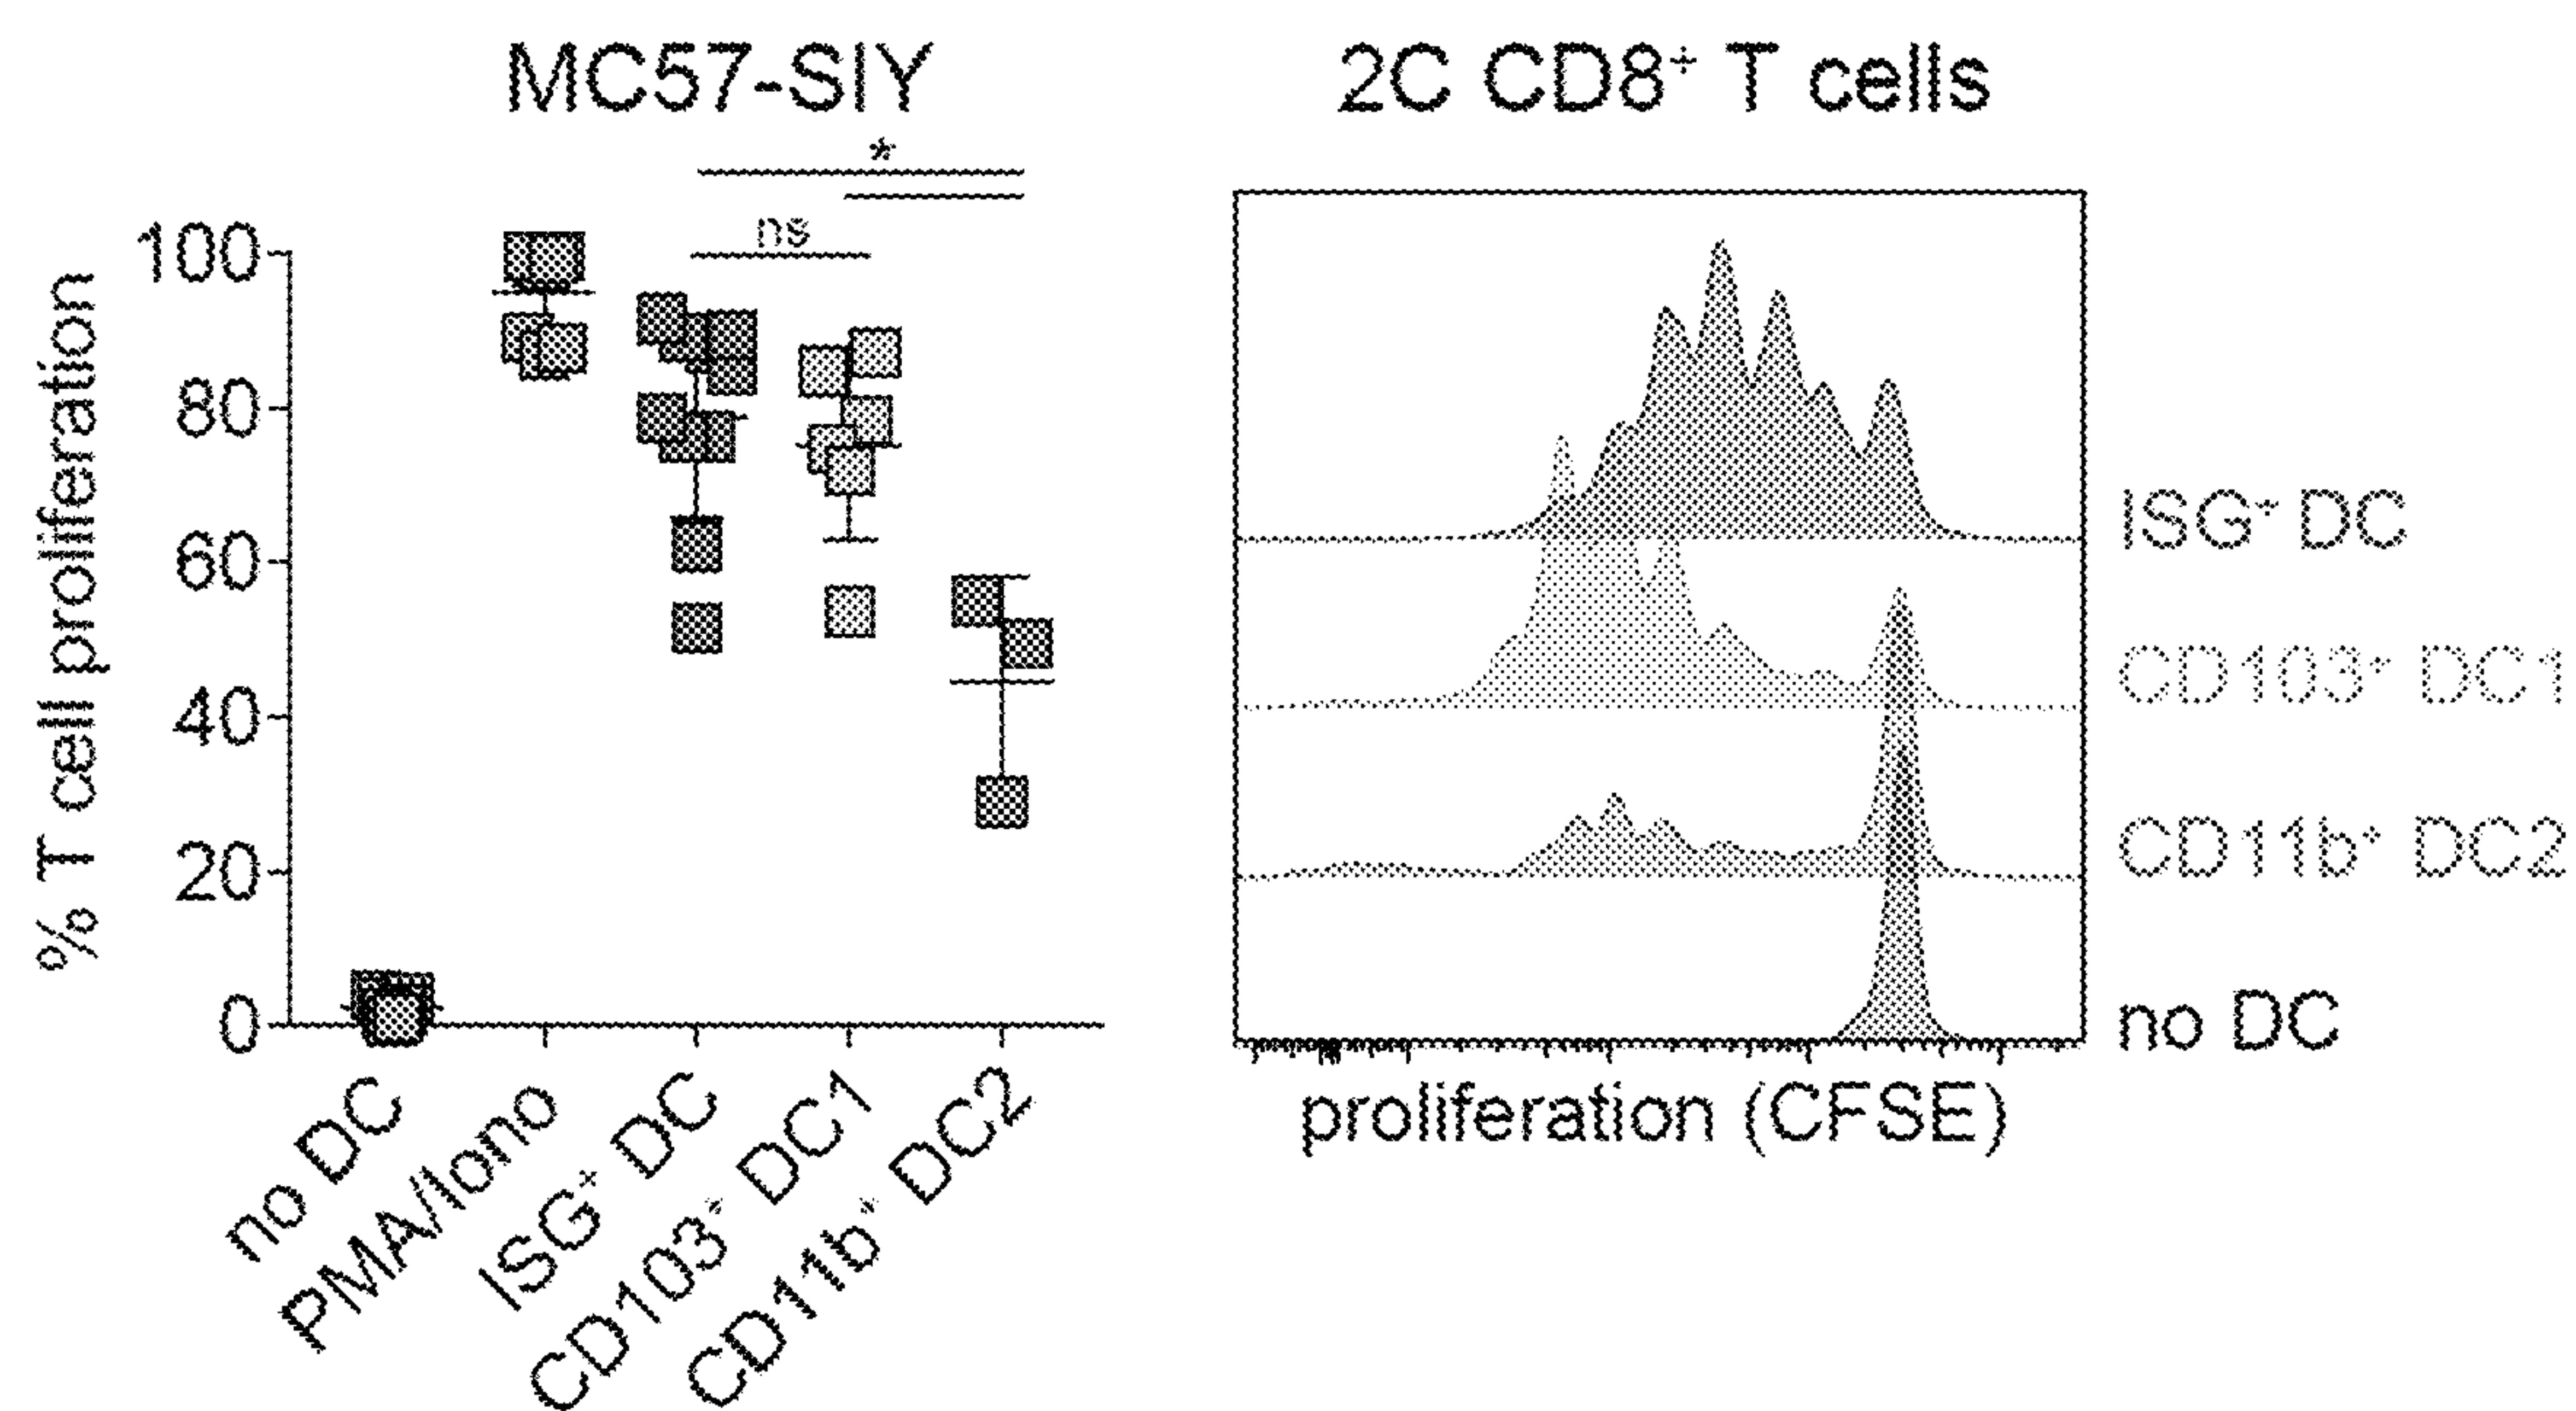 MC57-SIY
*
ns
% T cell proliferation
100
80
60
40
20
0
no DC
PMA/Iono
ISG⁺ DC
CD103⁺ DC1
CD11b⁺ DC2
2C CD8⁺ T cells
ISG⁺ DC
CD103⁺ DC1
CD11b⁺ DC2
no DC
proliferation (CFSE)